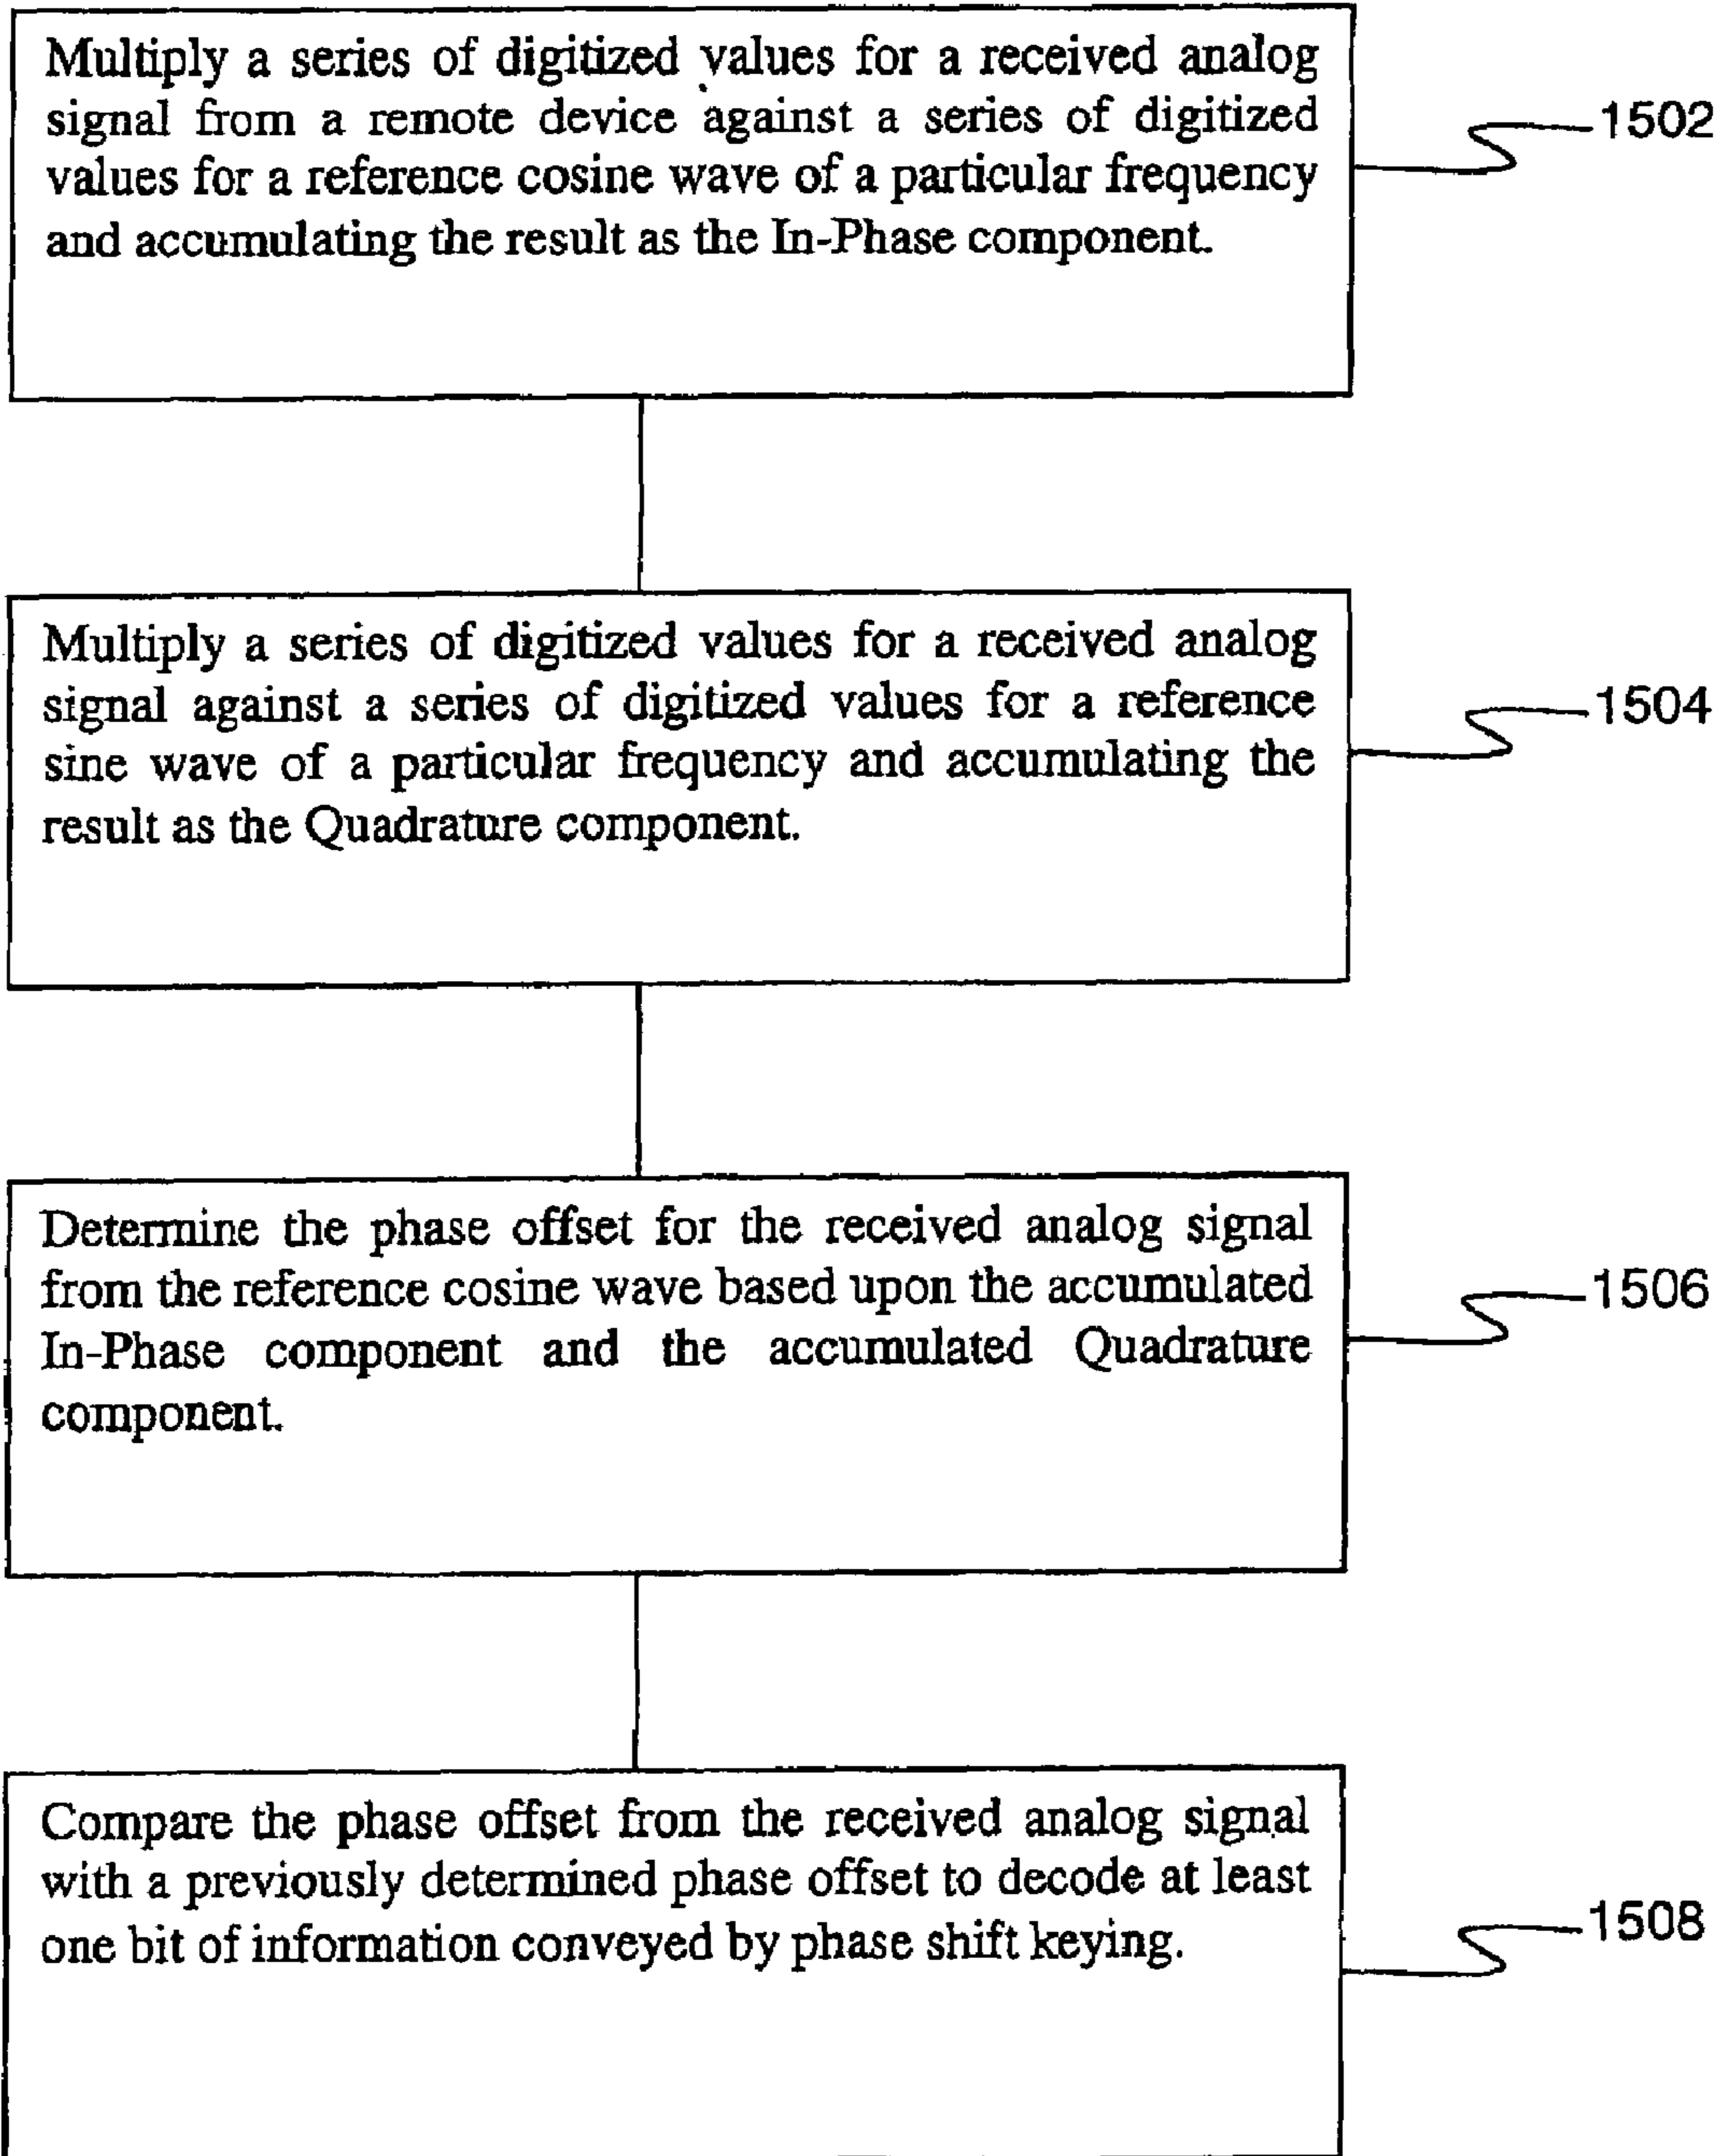 Multiply a series of digitized values for a received analog
signal from a remote device against a series of digitized
values for a reference cosine wave of a particular frequency
and accumulating the result as the In-Phase component.
1502
Multiply a series of digitized values for a received analog
signal against a series of digitized values for a reference
sine wave of a particular frequency and accumulating the
result as the Quadrature component.
1504
Determine the phase offset for the received analog signal
from the reference cosine wave based upon the accumulated
In-Phase component and the accumulated Quadrature
component.
1506
Compare the phase offset from the received analog signal
with a previously determined phase offset to decode at least
one bit of information conveyed by phase shift keying.
1508